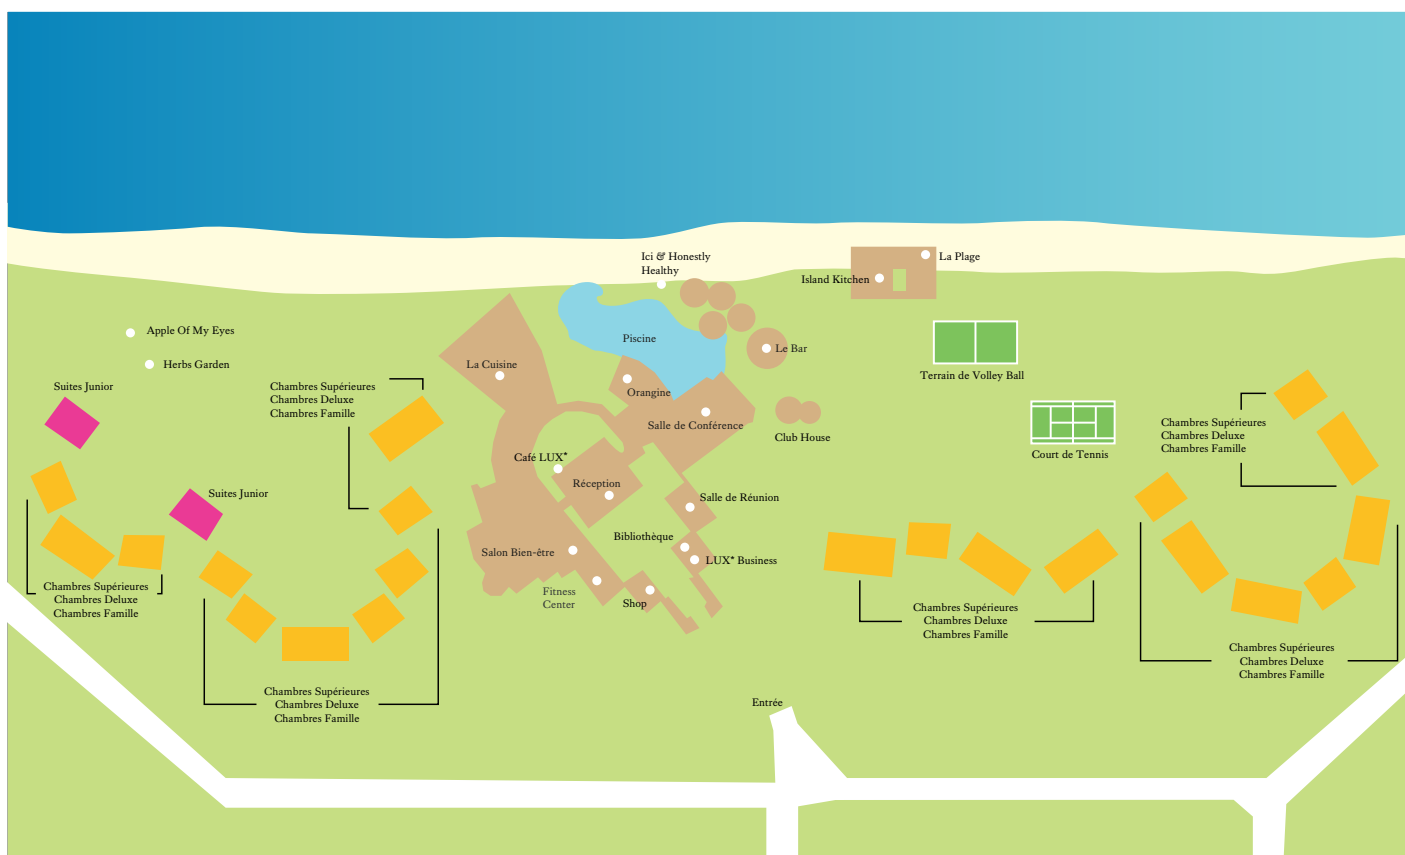 Ici & Honestly
Healthy
La Plage
Island Kitchen
Apple Of My Eyes
Piscine
Le Bar
Herbs Garden
La Cuisine
Terrain de Volley Ball
Suites Junior
Chambres Supérieures
Chambres Deluxe
Chambres Famille
Orangine
Salle de Conférence
Club House
Chambres Supérieures
Chambres Deluxe
Chambres Famille
Court de Tennis
Café LUX*
Réception
Suites Junior
Salle de Réunion
Bibliothèque
Salon Bien-être
LUX* Business
Fitness
Center
Shop
Chambres Supérieures
Chambres Deluxe
Chambres Famille
Chambres Supérieures
Chambres Deluxe
Chambres Famille
Chambres Supérieures
Chambres Deluxe
Chambres Famille
Chambres Supérieures
Chambres Deluxe
Chambres Famille
Entrée